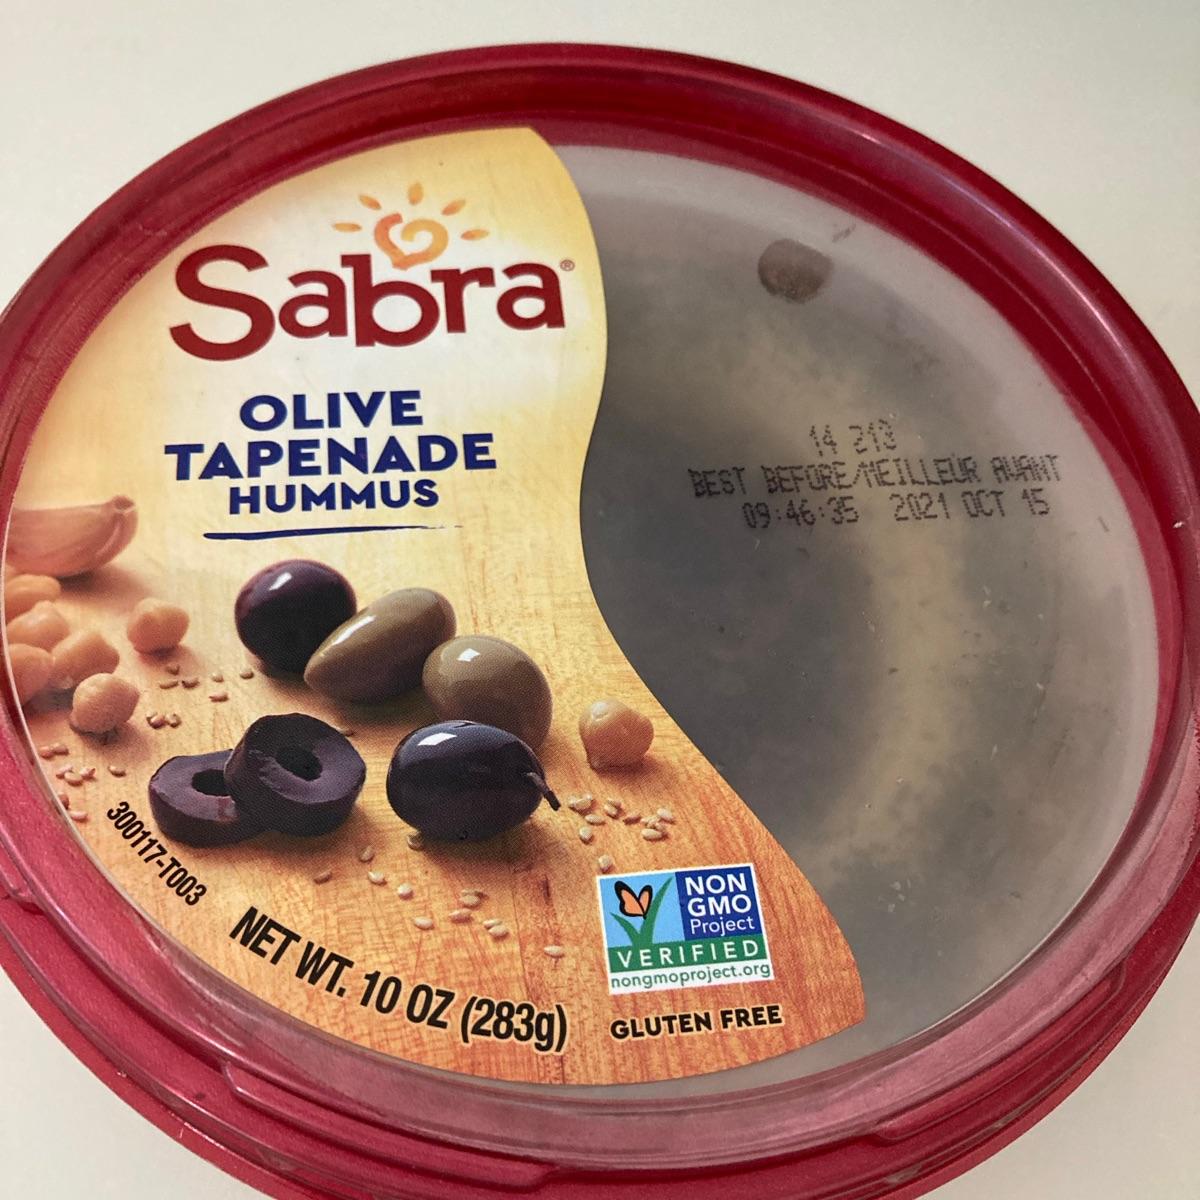 Sabra®
OLIVE
TAPENADE
HUMMUS
14 213
BEST BEFORE/MEILLEUR AVANT
09:46:35 2021 OCT 15
300117-T003
NET WT. 10 OZ (283g)
NON
GMO
Project
VERIFIED
nongmoproject.org
GLUTEN FREE